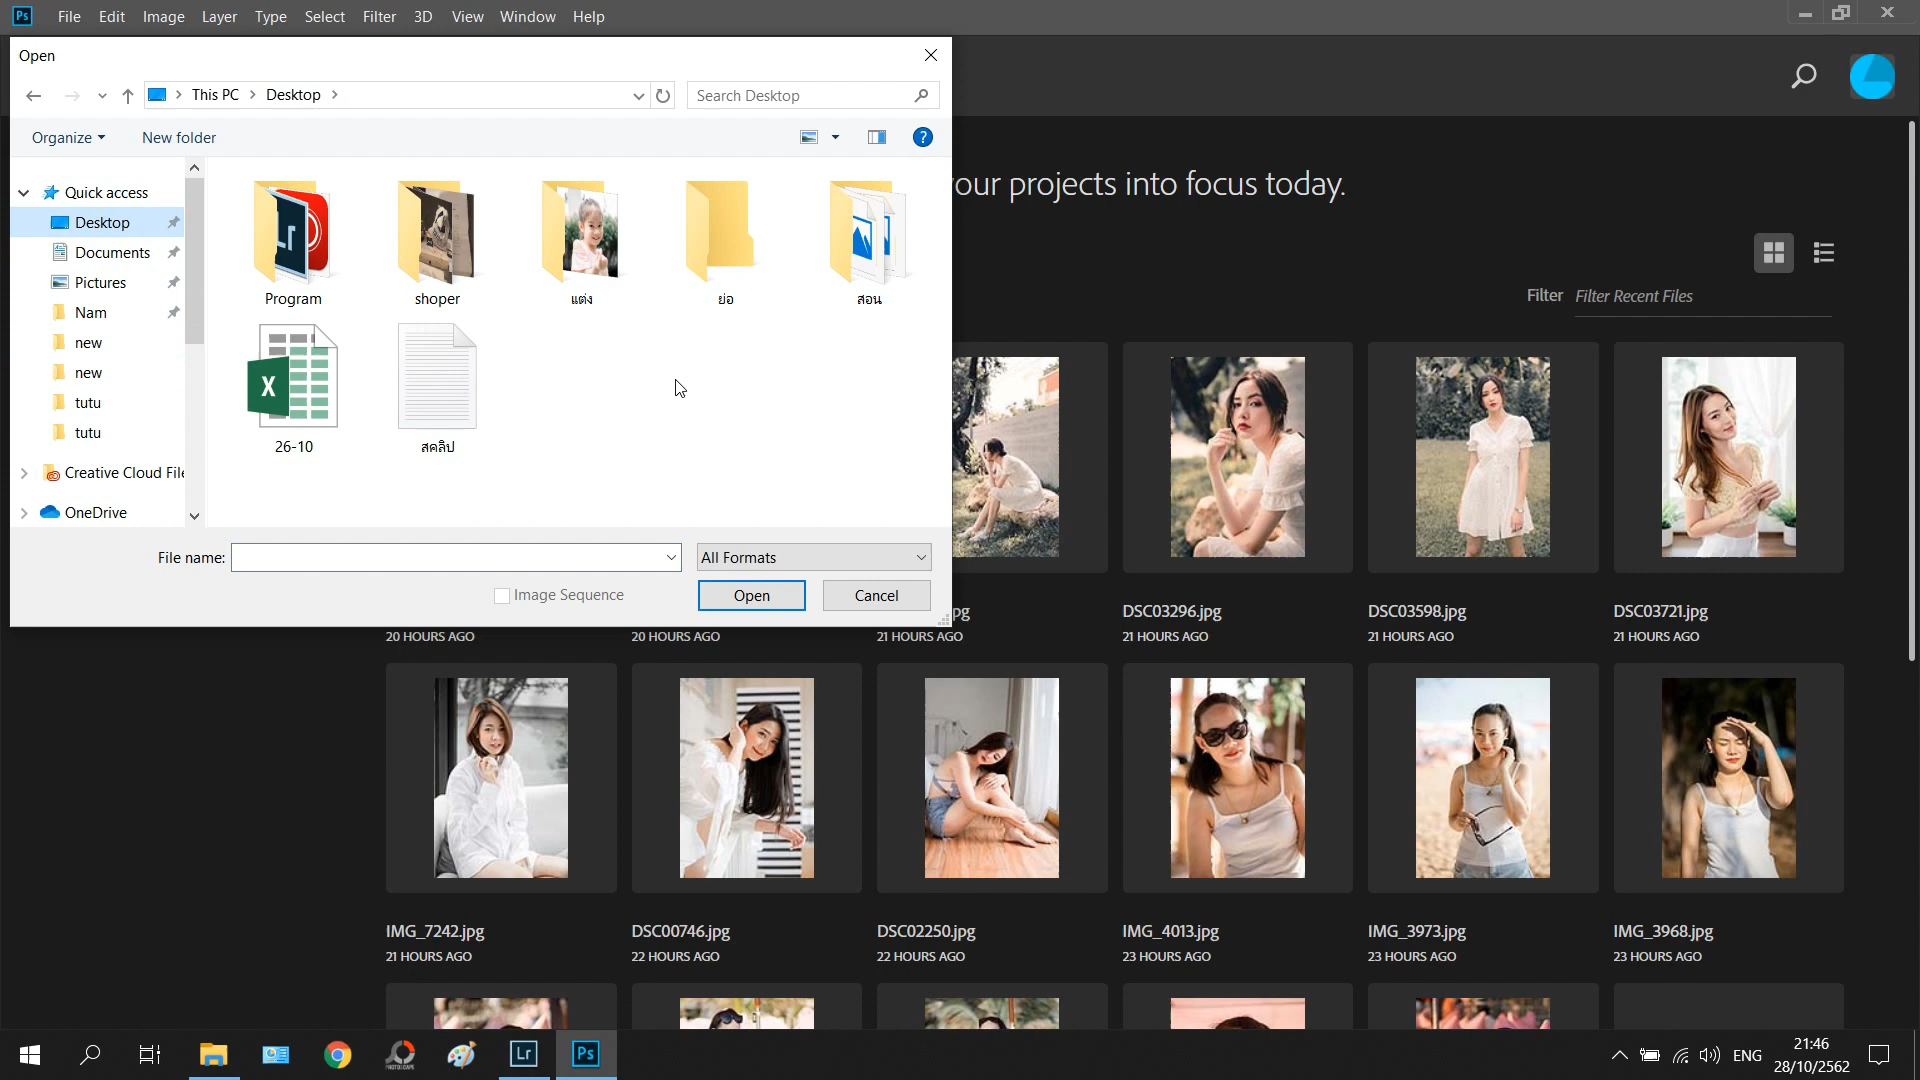 Ps File Edit Image Layer Type Select Filter 3D View Window Help
Open
This PC Desktop
Search Desktop
Organize New folder
?
Quick access
Desktop
Documents
Pictures
Nam
new
new
tutu
tutu
Creative Cloud File
OneDrive
Program shoper แต่ง ย่อ สอน
26-10 สคลิป
File name:
All Formats
Image Sequence
Open Cancel
our projects into focus today.
Filter Filter Recent Files
pg DSC03296.jpg DSC03598.jpg DSC03721.jpg
20 HOURS AGO 20 HOURS AGO 21 HOURS AGO 21 HOURS AGO 21 HOURS AGO 21 HOURS AGO
IMG_7242.jpg DSC00746.jpg DSC02250.jpg IMG_4013.jpg IMG_3973.jpg IMG_3968.jpg
21 HOURS AGO 22 HOURS AGO 22 HOURS AGO 23 HOURS AGO 23 HOURS AGO 23 HOURS AGO
PHOTOSCAPE Lr Ps ENG
21:46
28/10/2562